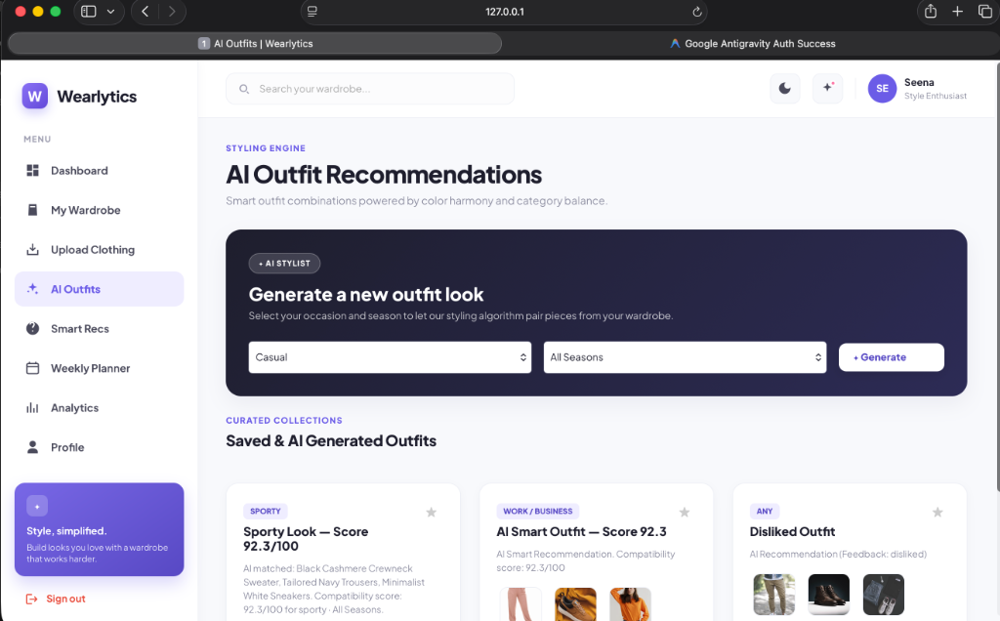 127.0.0.1
1 AI Outfits | Wearlytics
Google Antigravity Auth Success
W Wearlytics
Search your wardrobe...
SE
Seena
Style Enthusiast
MENU
Dashboard
My Wardrobe
Upload Clothing
AI Outfits
Smart Recs
Weekly Planner
Analytics
Profile
Style, simplified.
Build looks you love with a wardrobe
that works harder.
Sign out
STYLING ENGINE
AI Outfit Recommendations
Smart outfit combinations powered by color harmony and category balance.
+ AI STYLIST
Generate a new outfit look
Select your occasion and season to let our styling algorithm pair pieces from your wardrobe.
Casual
All Seasons
+ Generate
CURATED COLLECTIONS
Saved & AI Generated Outfits
SPORTY
Sporty Look — Score
92.3/100
AI matched: Black Cashmere Crewneck
Sweater, Tailored Navy Trousers, Minimalist
White Sneakers. Compatibility score:
92.3/100 for sporty · All Seasons.
WORK / BUSINESS
AI Smart Outfit — Score 92.3
AI Smart Recommendation. Compatibility
score: 92.3/100
ANY
Disliked Outfit
AI Recommendation (Feedback: disliked)